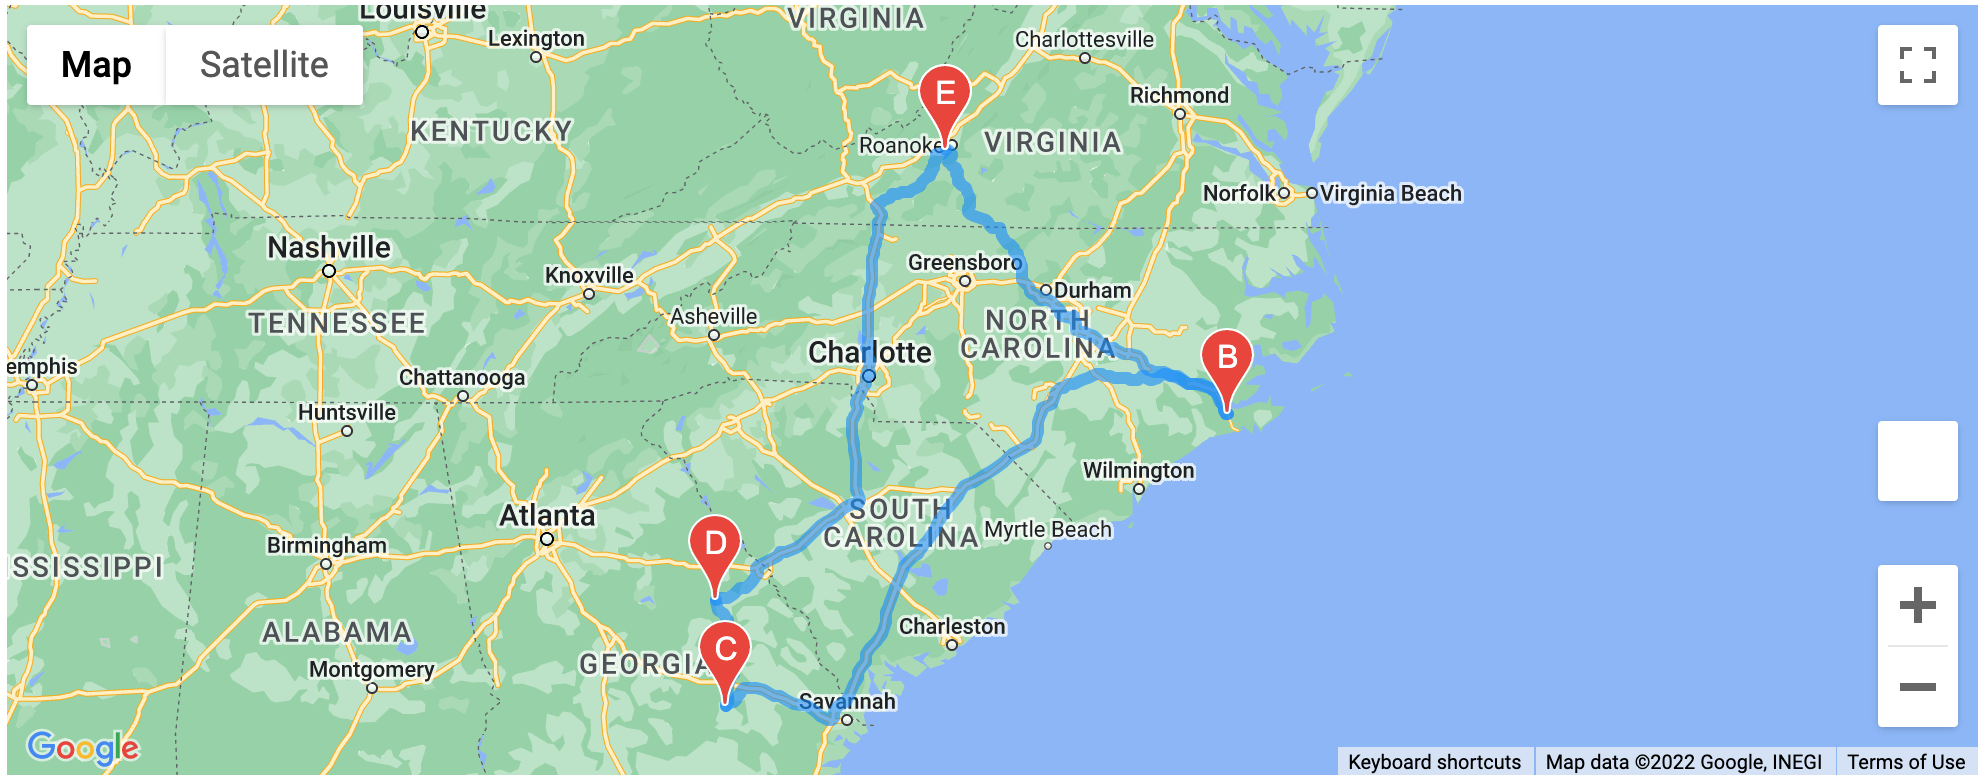 Louisville
VIRGINIA
Lexington
Charlottesville
Map
Satellite
E
Richmond
KENTUCKY
Roanoke
VIRGINIA
Norfolk
Virginia Beach
Nashville
Knoxville
Greensboro
Durham
TENNESSEE
Asheville
NORTH
CAROLINA
Charlotte
B
emphis
Chattanooga
Huntsville
Wilmington
Atlanta
SOUTH
CAROLINA
Myrtle Beach
D
Birmingham
ISSISSIPPI
ALABAMA
Charleston
C
GEORGIA
Montgomery
Savannah
Google
Keyboard shortcuts
Map data ©2022 Google, INEGI
Terms of Use